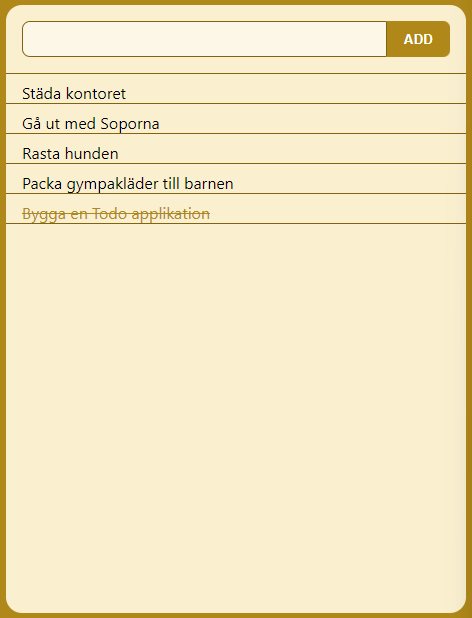 ADD
Städa kontoret
Gå ut med Soporna
Rasta hunden
Packa gympakläder till barnen
Bygga en Todo applikation